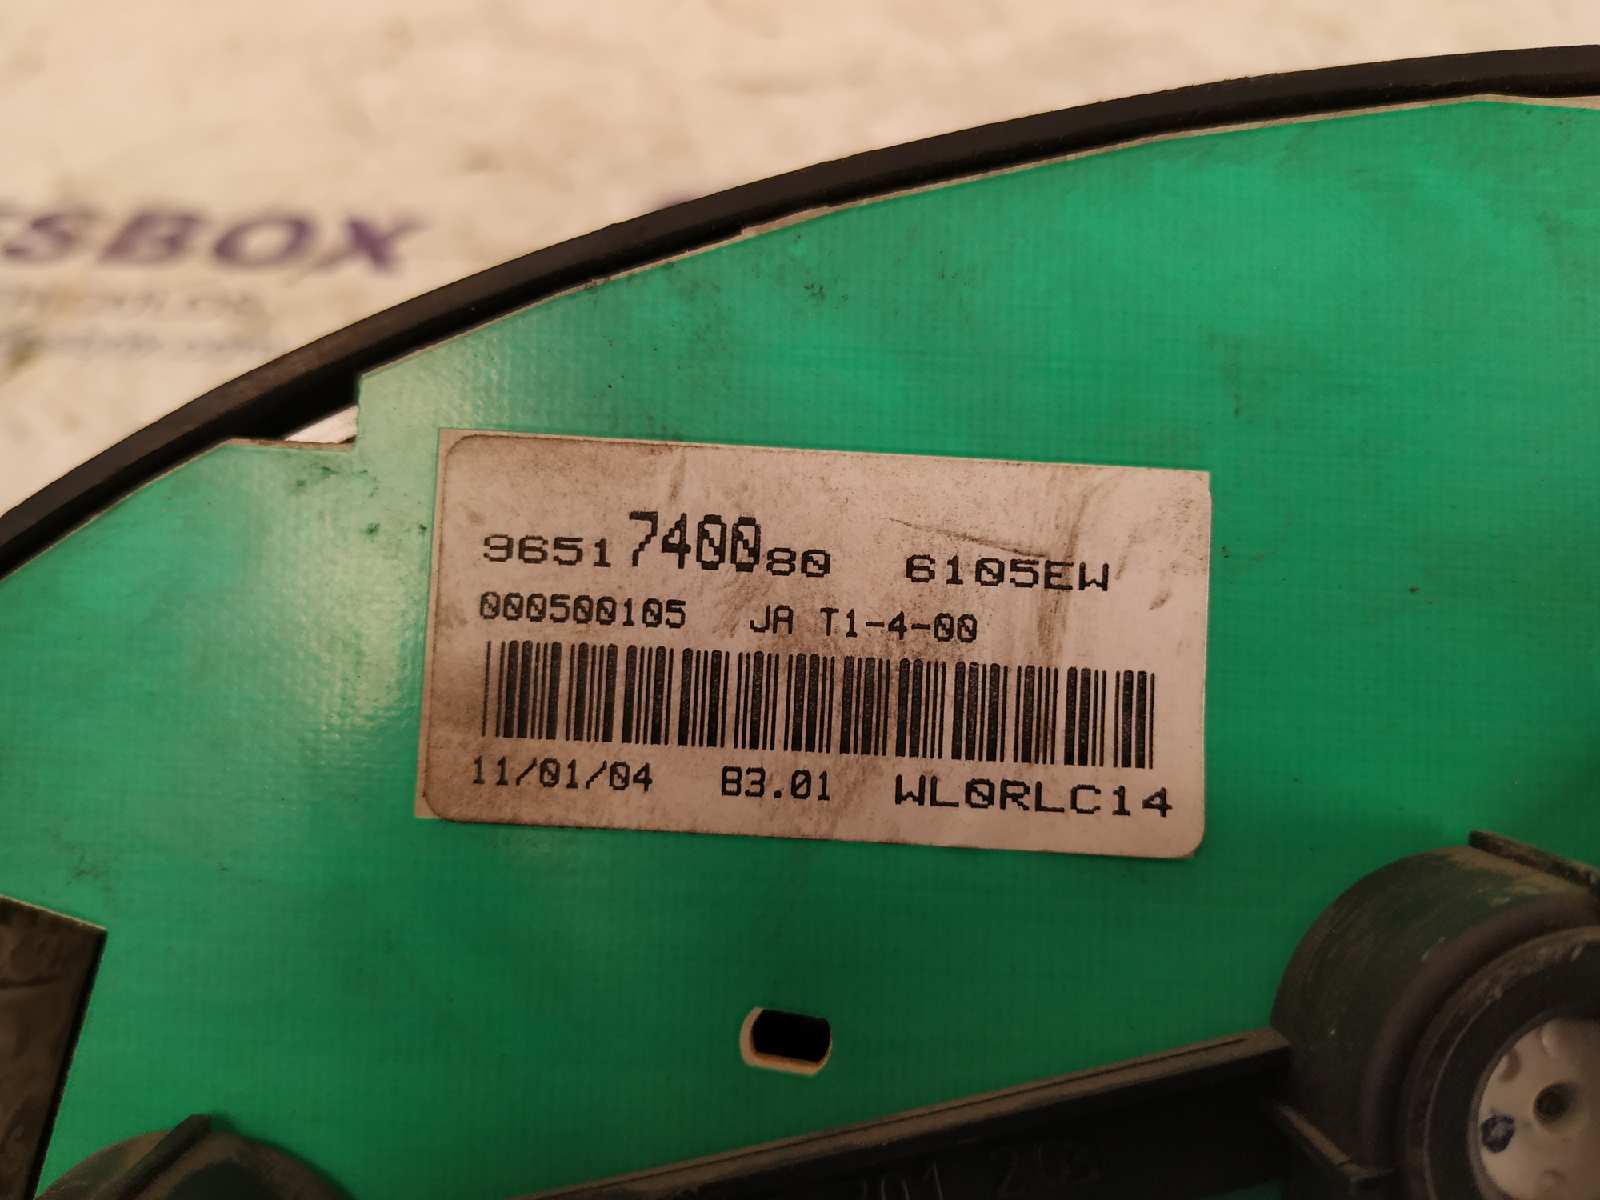 SBOX
9651740080 6105EW
000500105 JA T1-4-00
11/01/04 B3.01 WL0RLC14